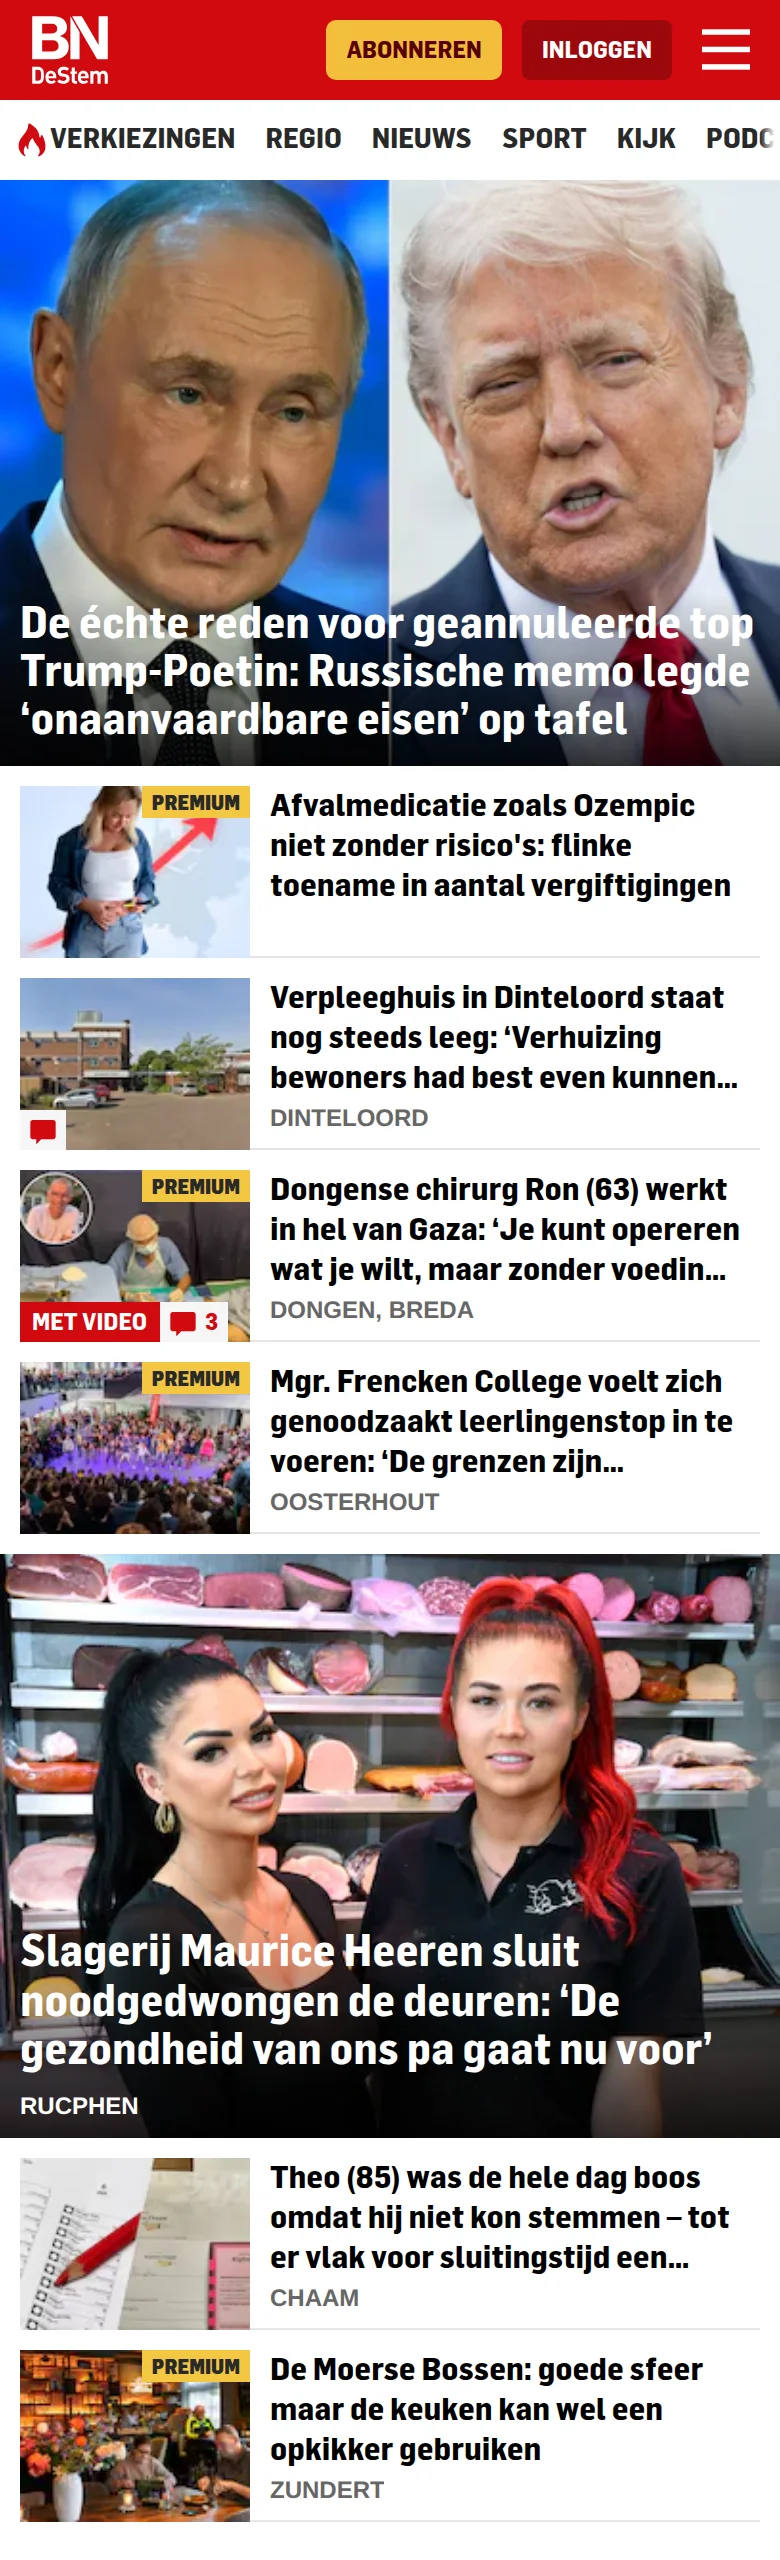 BN
DeStem
ABONNEREN
INLOGGEN
VERKIEZINGEN REGIO NIEUWS SPORT KIJK PODC
De échte reden voor geannuleerde top
Trump-Poetin: Russische memo legde
‘onaanvaardbare eisen’ op tafel
PREMIUM
Afvalmedicatie zoals Ozempic
niet zonder risico's: flinke
toename in aantal vergiftigingen
Verpleeghuis in Dinteloord staat
nog steeds leeg: ‘Verhuizing
bewoners had best even kunnen...
DINTELOORD
PREMIUM
MET VIDEO
3
Dongense chirurg Ron (63) werkt
in hel van Gaza: ‘Je kunt opereren
wat je wilt, maar zonder voedin...
DONGEN, BREDA
PREMIUM
Mgr. Frencken College voelt zich
genoodzaakt leerlingenstop in te
voeren: ‘De grenzen zijn...
OOSTERHOUT
Slagerij Maurice Heeren sluit
noodgedwongen de deuren: ‘De
gezondheid van ons pa gaat nu voor’
RUCPHEN
Theo (85) was de hele dag boos
omdat hij niet kon stemmen – tot
er vlak voor sluitingstijd een...
CHAAM
PREMIUM
De Moerse Bossen: goede sfeer
maar de keuken kan wel een
opkikker gebruiken
ZUNDERT